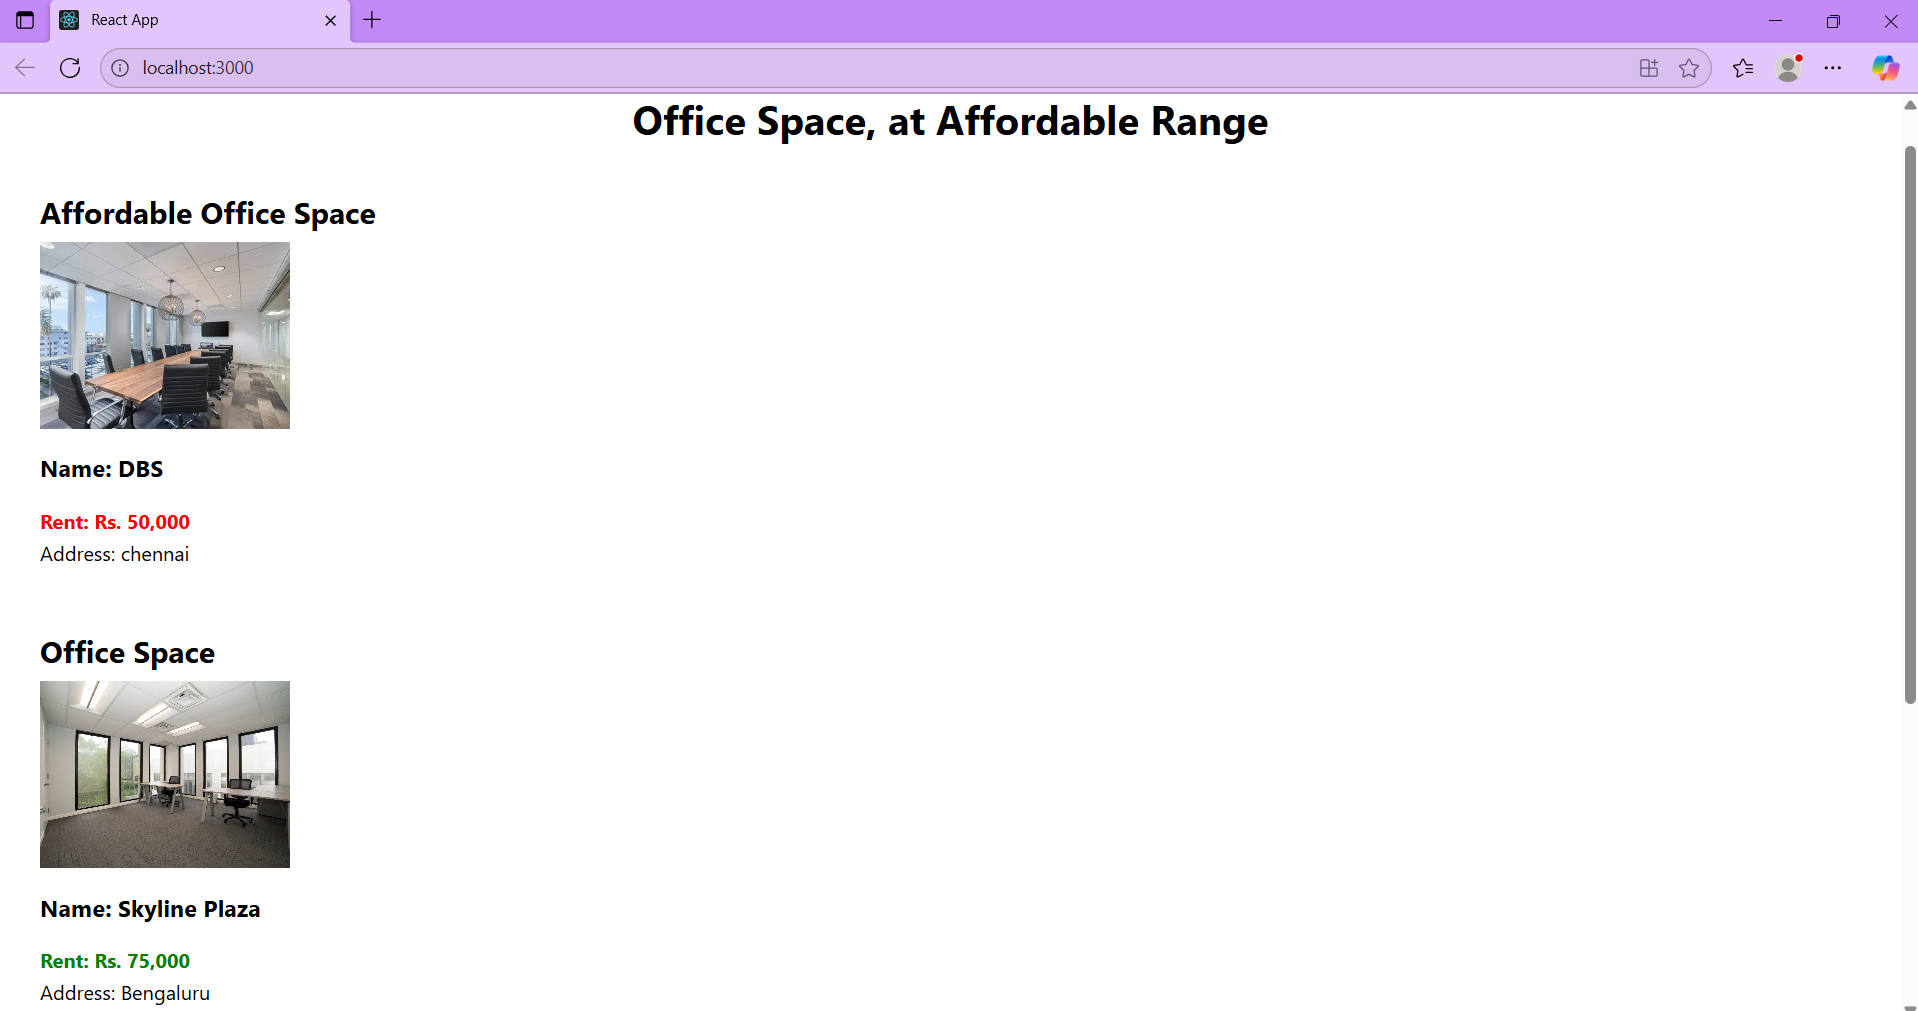 React App
localhost:3000
Office Space, at Affordable Range
Affordable Office Space
Name: DBS
Rent: Rs. 50,000
Address: chennai
Office Space
Name: Skyline Plaza
Rent: Rs. 75,000
Address: Bengaluru